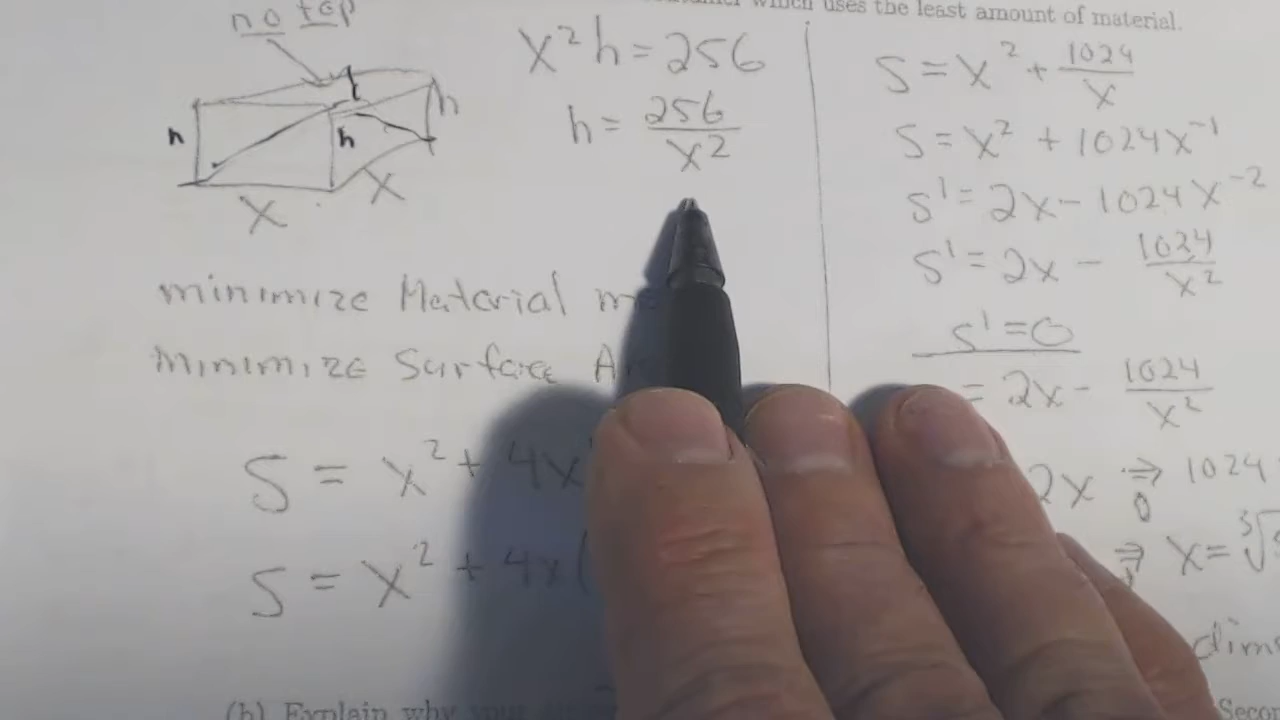 which uses the least amount of material.
no top
h
h
h
x
x
x²h = 256
h = 256/x²
minimize Material
minimize Surface
S = x² + 4x
S = x² + 4x(
S = x² + 1024/x
S = x² + 1024x⁻¹
S' = 2x - 1024x⁻²
S' = 2x - 1024/x²
S' = 0
= 2x - 1024/x²
2x ⇒ 1024
0
⇒ x = ∛
(b) Explain why your